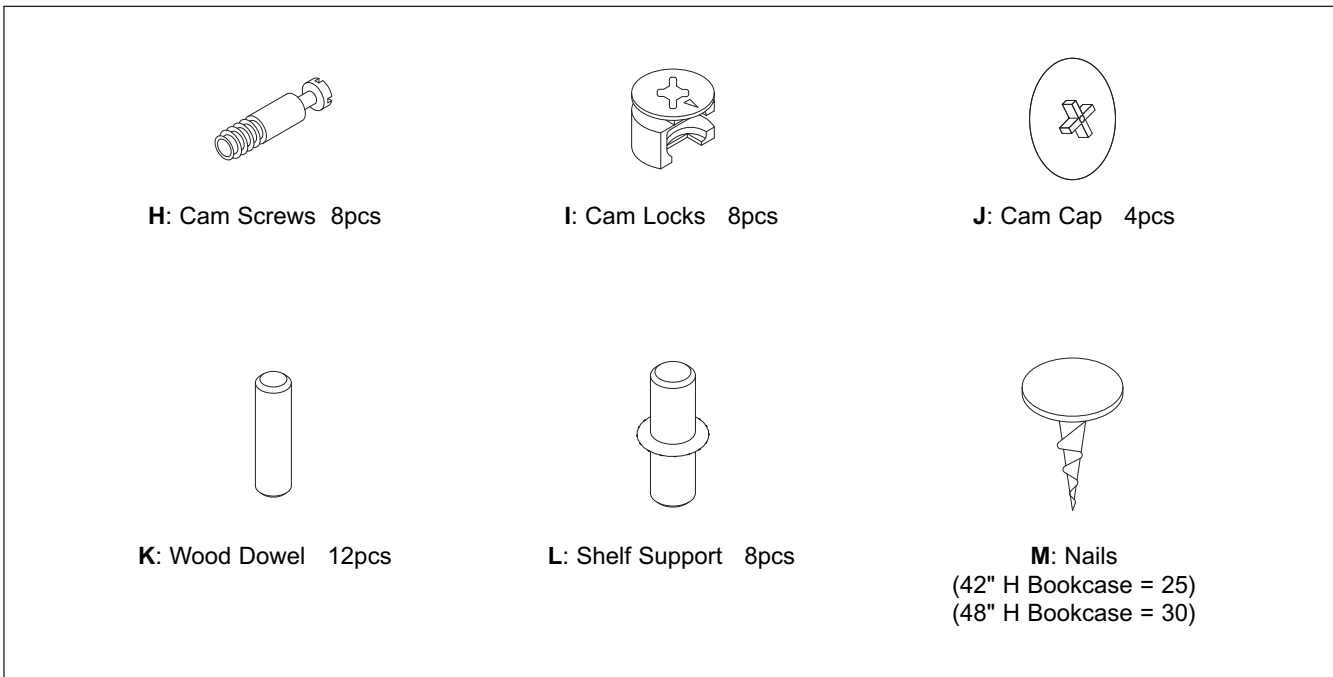 H: Cam Screws 8pcs
I: Cam Locks 8pcs
J: Cam Cap 4pcs
K: Wood Dowel 12pcs
L: Shelf Support 8pcs
M: Nails
(42" H Bookcase = 25)
(48" H Bookcase = 30)